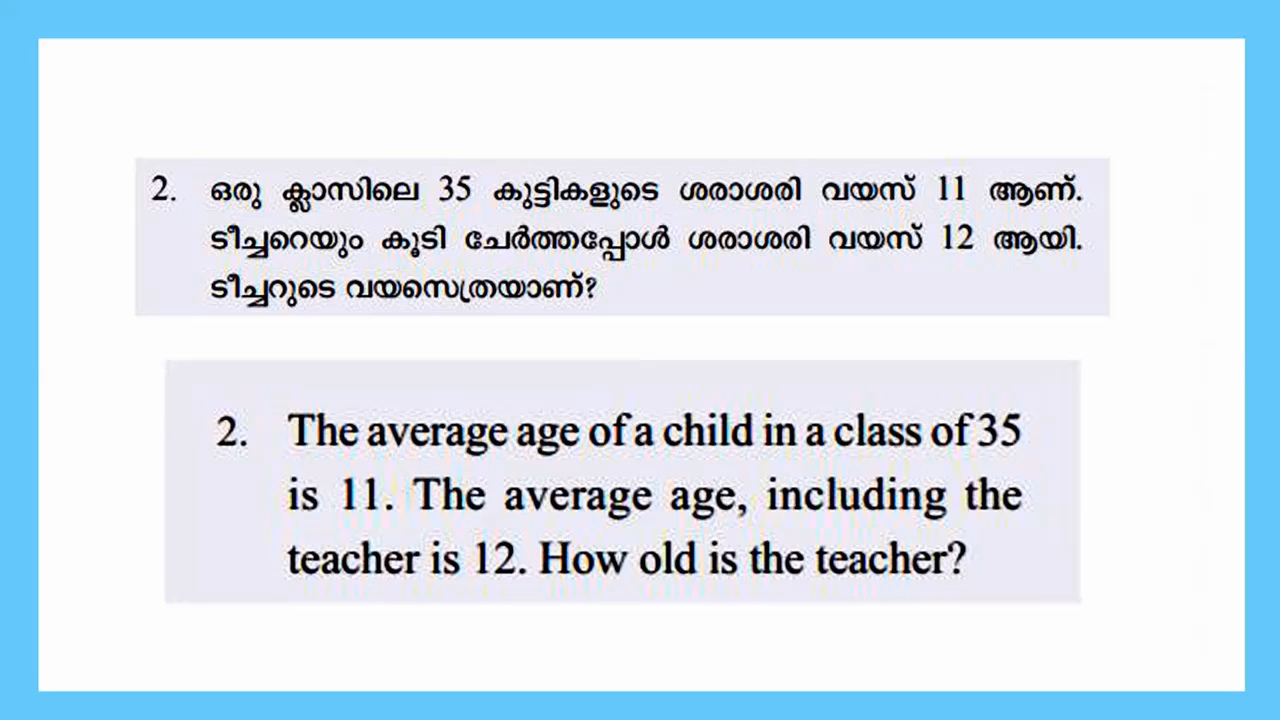 2. ഒരു ക്ലാസിലെ 35 കുട്ടികളുടെ ശരാശരി വയസ് 11 ആണ്.
ടീച്ചറെയും കൂടി ചേർത്തപ്പോൾ ശരാശരി വയസ് 12 ആയി.
ടീച്ചറുടെ വയസെത്രയാണ്?
2. The average age of a child in a class of 35
is 11. The average age, including the
teacher is 12. How old is the teacher?